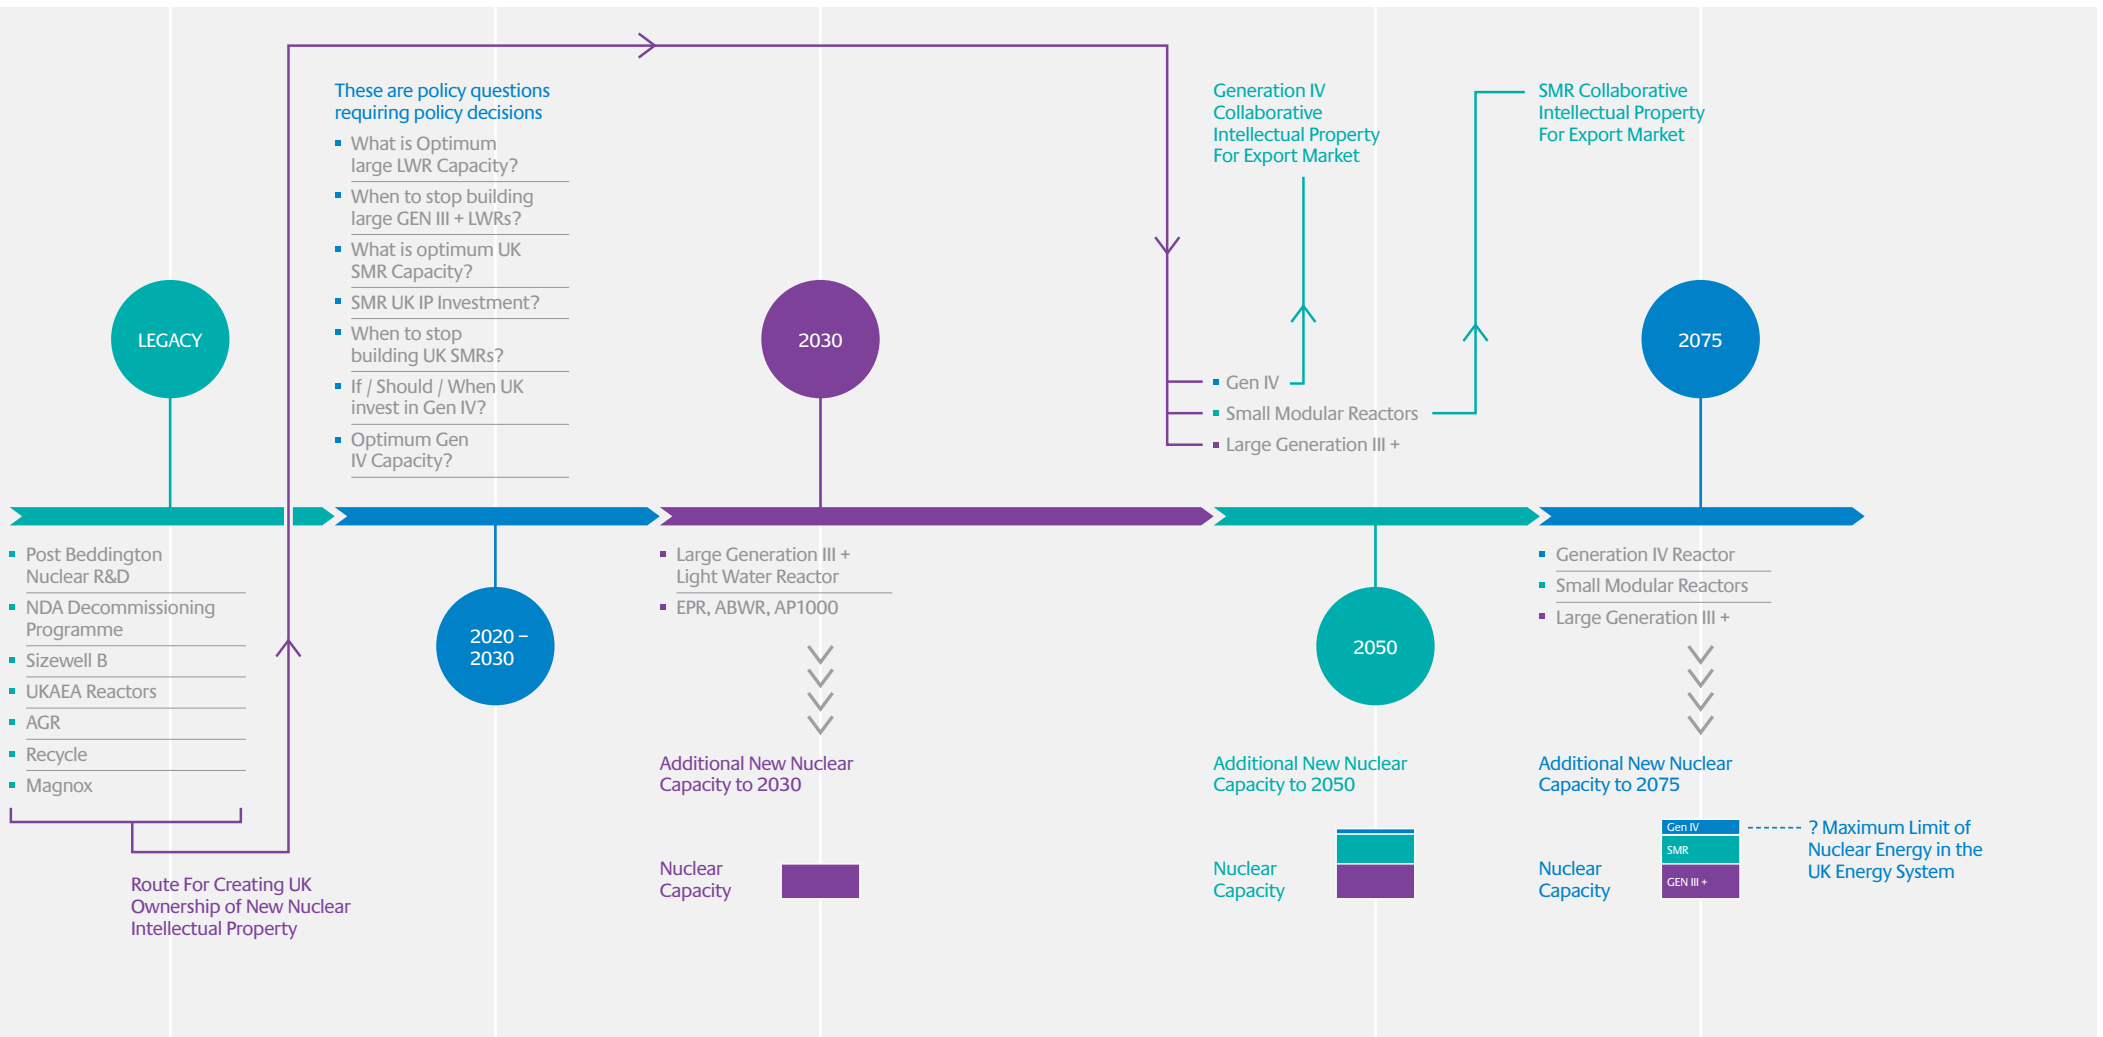 These are policy questions
requiring policy decisions
What is Optimum
large LWR Capacity?
When to stop building
large GEN III + LWRs?
What is optimum UK
SMR Capacity?
SMR UK IP Investment?
When to stop
building UK SMRs?
If / Should / When UK
invest in Gen IV?
Optimum Gen
IV Capacity?
Generation IV
Collaborative
Intellectual Property
For Export Market
SMR Collaborative
Intellectual Property
For Export Market
LEGACY
2030
2075
Gen IV
Small Modular Reactors
Large Generation III +
Post Beddington
Nuclear R&D
NDA Decommissioning
Programme
Sizewell B
UKAEA Reactors
AGR
Recycle
Magnox
Route For Creating UK
Ownership of New Nuclear
Intellectual Property
2020 –
2030
Large Generation III +
Light Water Reactor
EPR, ABWR, AP1000
Additional New Nuclear
Capacity to 2030
Nuclear
Capacity
2050
Additional New Nuclear
Capacity to 2050
Nuclear
Capacity
Generation IV Reactor
Small Modular Reactors
Large Generation III +
Additional New Nuclear
Capacity to 2075
Nuclear
Capacity
Gen IV
SMR
GEN III +
? Maximum Limit of
Nuclear Energy in the
UK Energy System